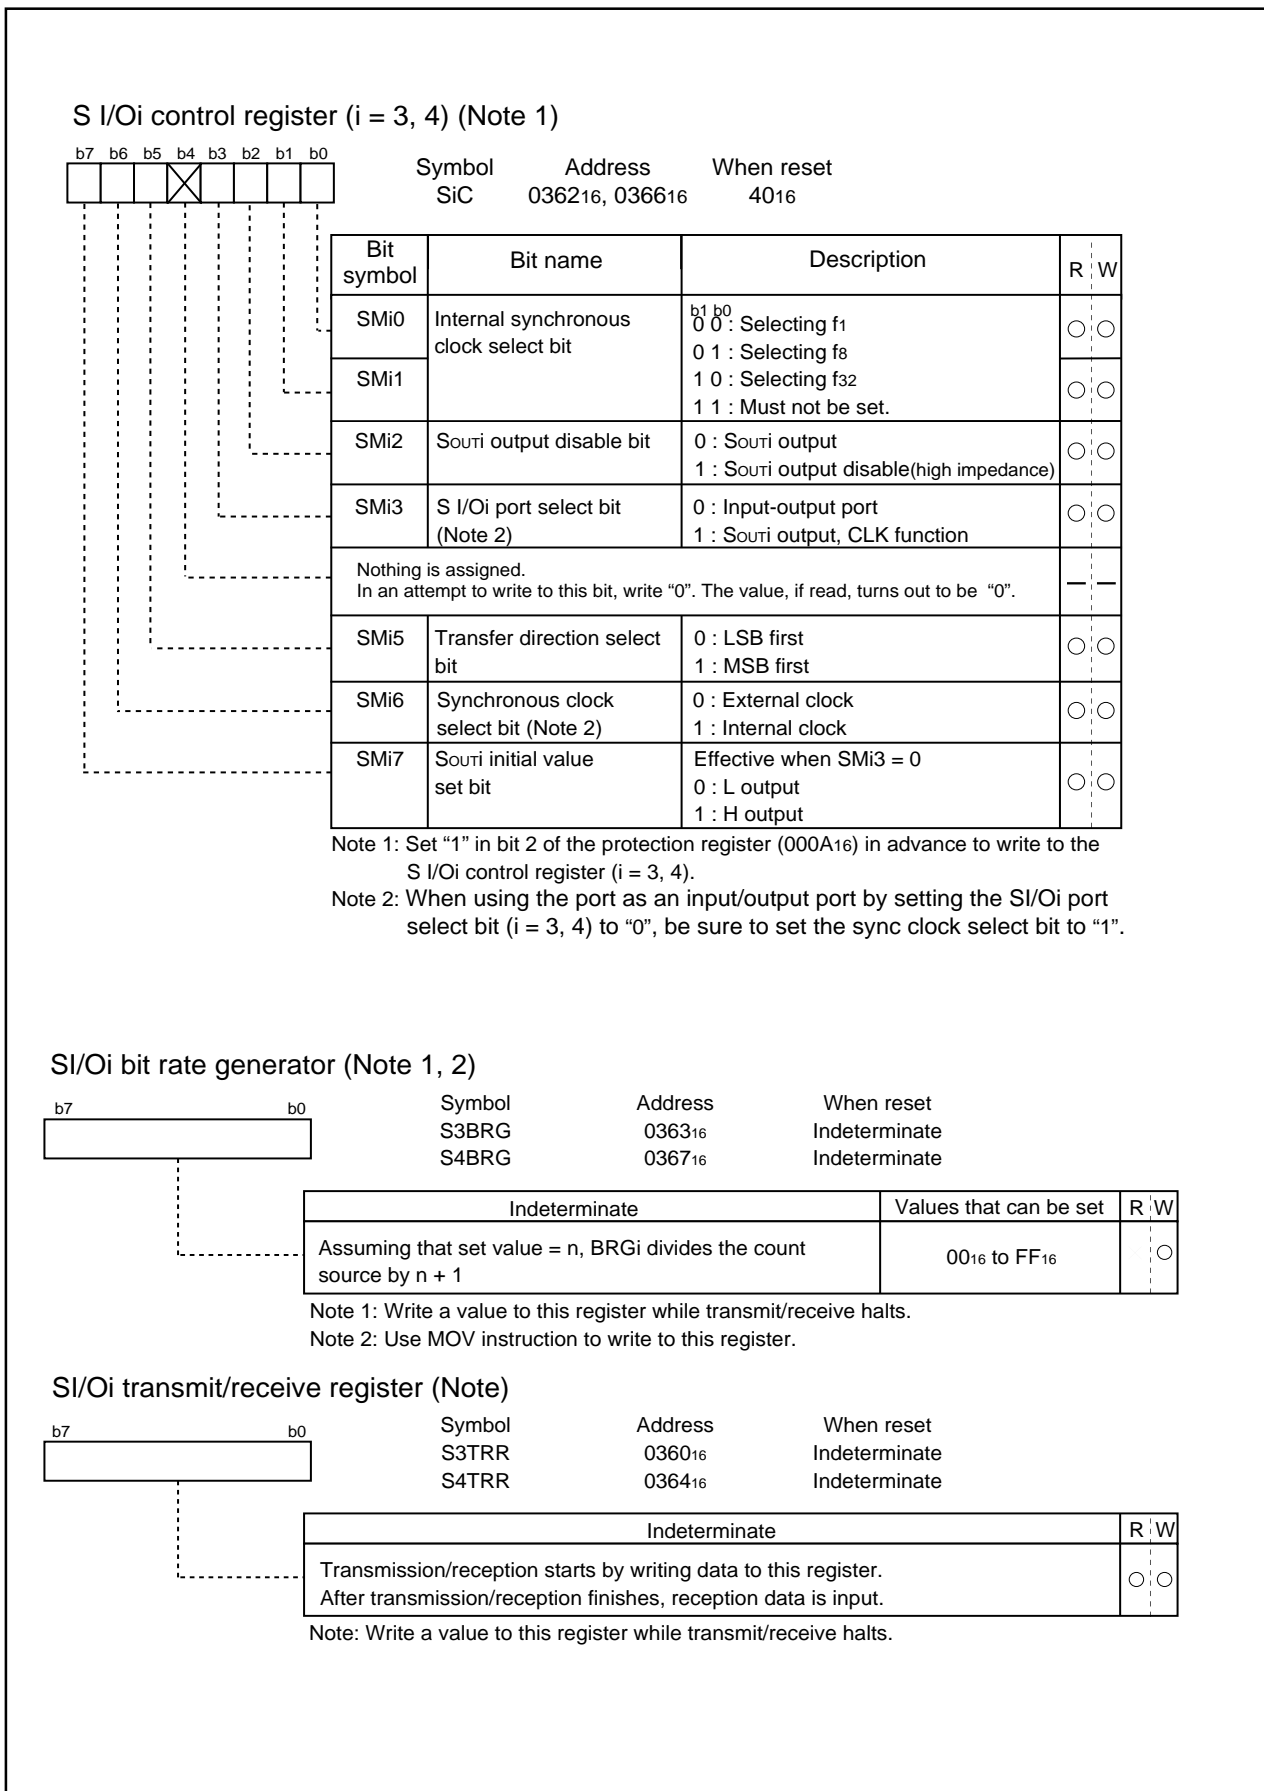 S I/Oi control register (i = 3, 4) (Note 1)
b7 b6 b5 b4 b3 b2 b1 b0
Symbol Address When reset
SiC 036216, 036616 4016
Bit symbol Bit name Description R W
SMi0 Internal synchronous clock select bit
b1 b0
0 0 : Selecting f1
0 1 : Selecting f8
SMi1
1 0 : Selecting f32
1 1 : Must not be set.
SMi2 SOUTi output disable bit 0 : SOUTi output
1 : SOUTi output disable(high impedance)
SMi3 S I/Oi port select bit 0 : Input-output port
(Note 2) 1 : SOUTi output, CLK function
Nothing is assigned.
In an attempt to write to this bit, write “0”. The value, if read, turns out to be “0”.
SMi5 Transfer direction select 0 : LSB first
bit 1 : MSB first
SMi6 Synchronous clock 0 : External clock
select bit (Note 2) 1 : Internal clock
SMi7 SOUTi initial value Effective when SMi3 = 0
set bit 0 : L output
1 : H output
Note 1: Set “1” in bit 2 of the protection register (000A16) in advance to write to the
S I/Oi control register (i = 3, 4).
Note 2: When using the port as an input/output port by setting the SI/Oi port
select bit (i = 3, 4) to “0”, be sure to set the sync clock select bit to “1”.
SI/Oi bit rate generator (Note 1, 2)
b7 b0
Symbol Address When reset
S3BRG 036316 Indeterminate
S4BRG 036716 Indeterminate
Indeterminate Values that can be set R W
Assuming that set value = n, BRGi divides the count
source by n + 1
0016 to FF16
Note 1: Write a value to this register while transmit/receive halts.
Note 2: Use MOV instruction to write to this register.
SI/Oi transmit/receive register (Note)
b7 b0
Symbol Address When reset
S3TRR 036016 Indeterminate
S4TRR 036416 Indeterminate
Indeterminate R W
Transmission/reception starts by writing data to this register.
After transmission/reception finishes, reception data is input.
Note: Write a value to this register while transmit/receive halts.